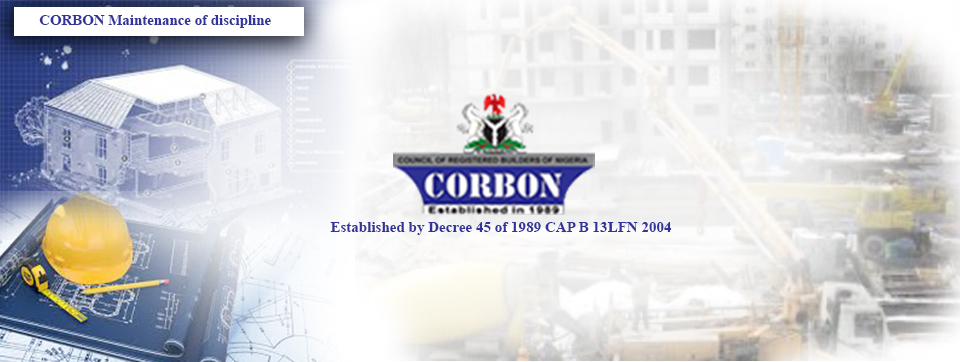 CORBON Maintenance of discipline
COUNCIL OF REGISTERED BUILDERS OF NIGERIA
CORBON
Established in 1989
Established by Decree 45 of 1989 CAP B 13LFN 2004